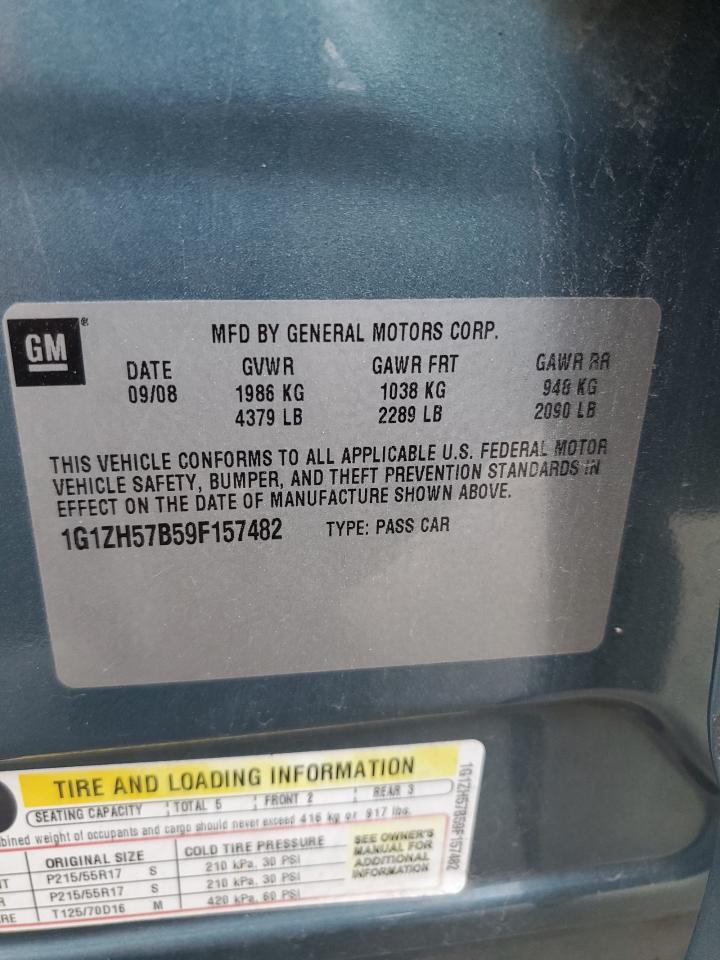 GM®
MFD BY GENERAL MOTORS CORP.
DATE GVWR GAWR FRT GAWR RR
09/08 1986 KG 1038 KG 948 KG
4379 LB 2289 LB 2090 LB
THIS VEHICLE CONFORMS TO ALL APPLICABLE U.S. FEDERAL MOTOR
VEHICLE SAFETY, BUMPER, AND THEFT PREVENTION STANDARDS IN
EFFECT ON THE DATE OF MANUFACTURE SHOWN ABOVE.
1G1ZH57B59F157482 TYPE: PASS CAR
TIRE AND LOADING INFORMATION
SEATING CAPACITY TOTAL 5 FRONT 2 REAR 3
bined weight of occupants and cargo should never exceed 416 kg or 917 lbs.
ORIGINAL SIZE COLD TIRE PRESSURE
NT P215/55R17 S 210 kPa, 30 PSI
R P215/55R17 S 210 kPa, 30 PSI
RE T125/70D16 M 420 kPa, 60 PSI
SEE OWNER'S
MANUAL FOR
ADDITIONAL
INFORMATION
1G1ZH57B59F157482